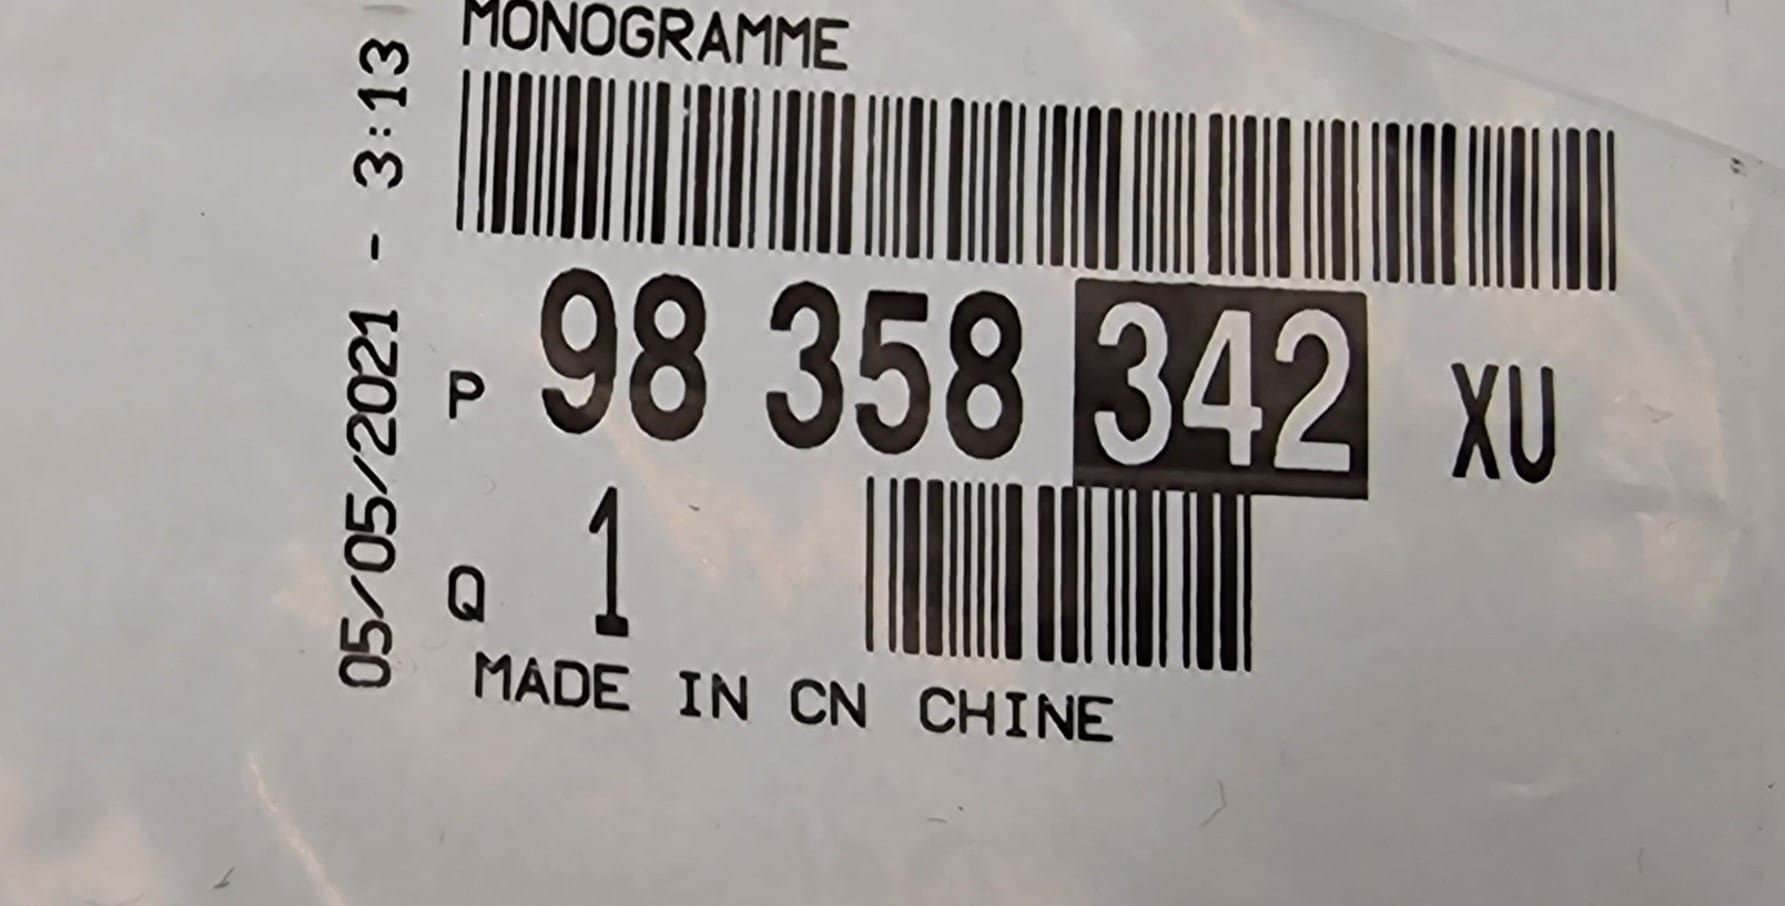 MONOGRAMME
P 98 358 342 XU
Q 1
MADE IN CN CHINE
05/05/2021 - 3:13